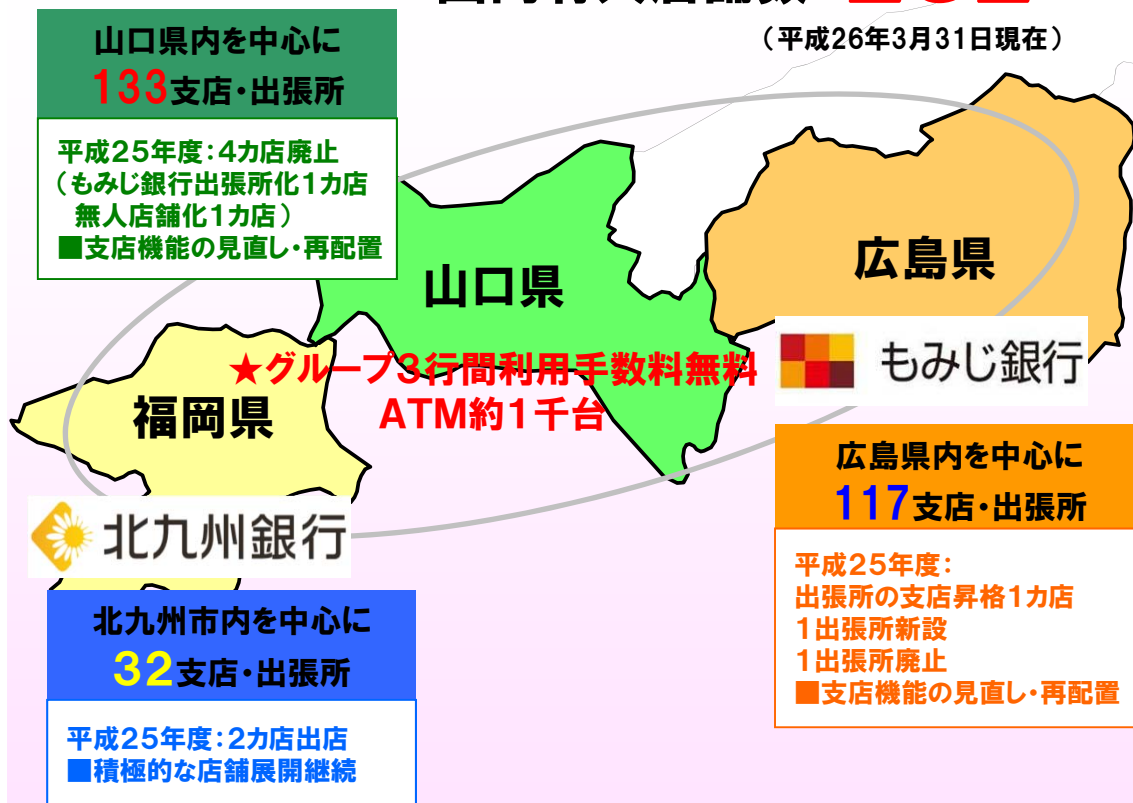 (平成26年3月31日現在)
山口県内を中心に
133支店・出張所
平成25年度:4カ店廃止
(もみじ銀行出張所化1カ店
無人店舗化1カ店)
■支店機能の見直し・再配置
山口県
広島県
福岡県
★グループ3行間利用手数料無料
ATM約1千台
もみじ銀行
広島県内を中心に
117支店・出張所
平成25年度:
出張所の支店昇格1カ店
1出張所新設
1出張所廃止
■支店機能の見直し・再配置
北九州銀行
北九州市内を中心に
32支店・出張所
平成25年度:2カ店出店
■積極的な店舗展開継続